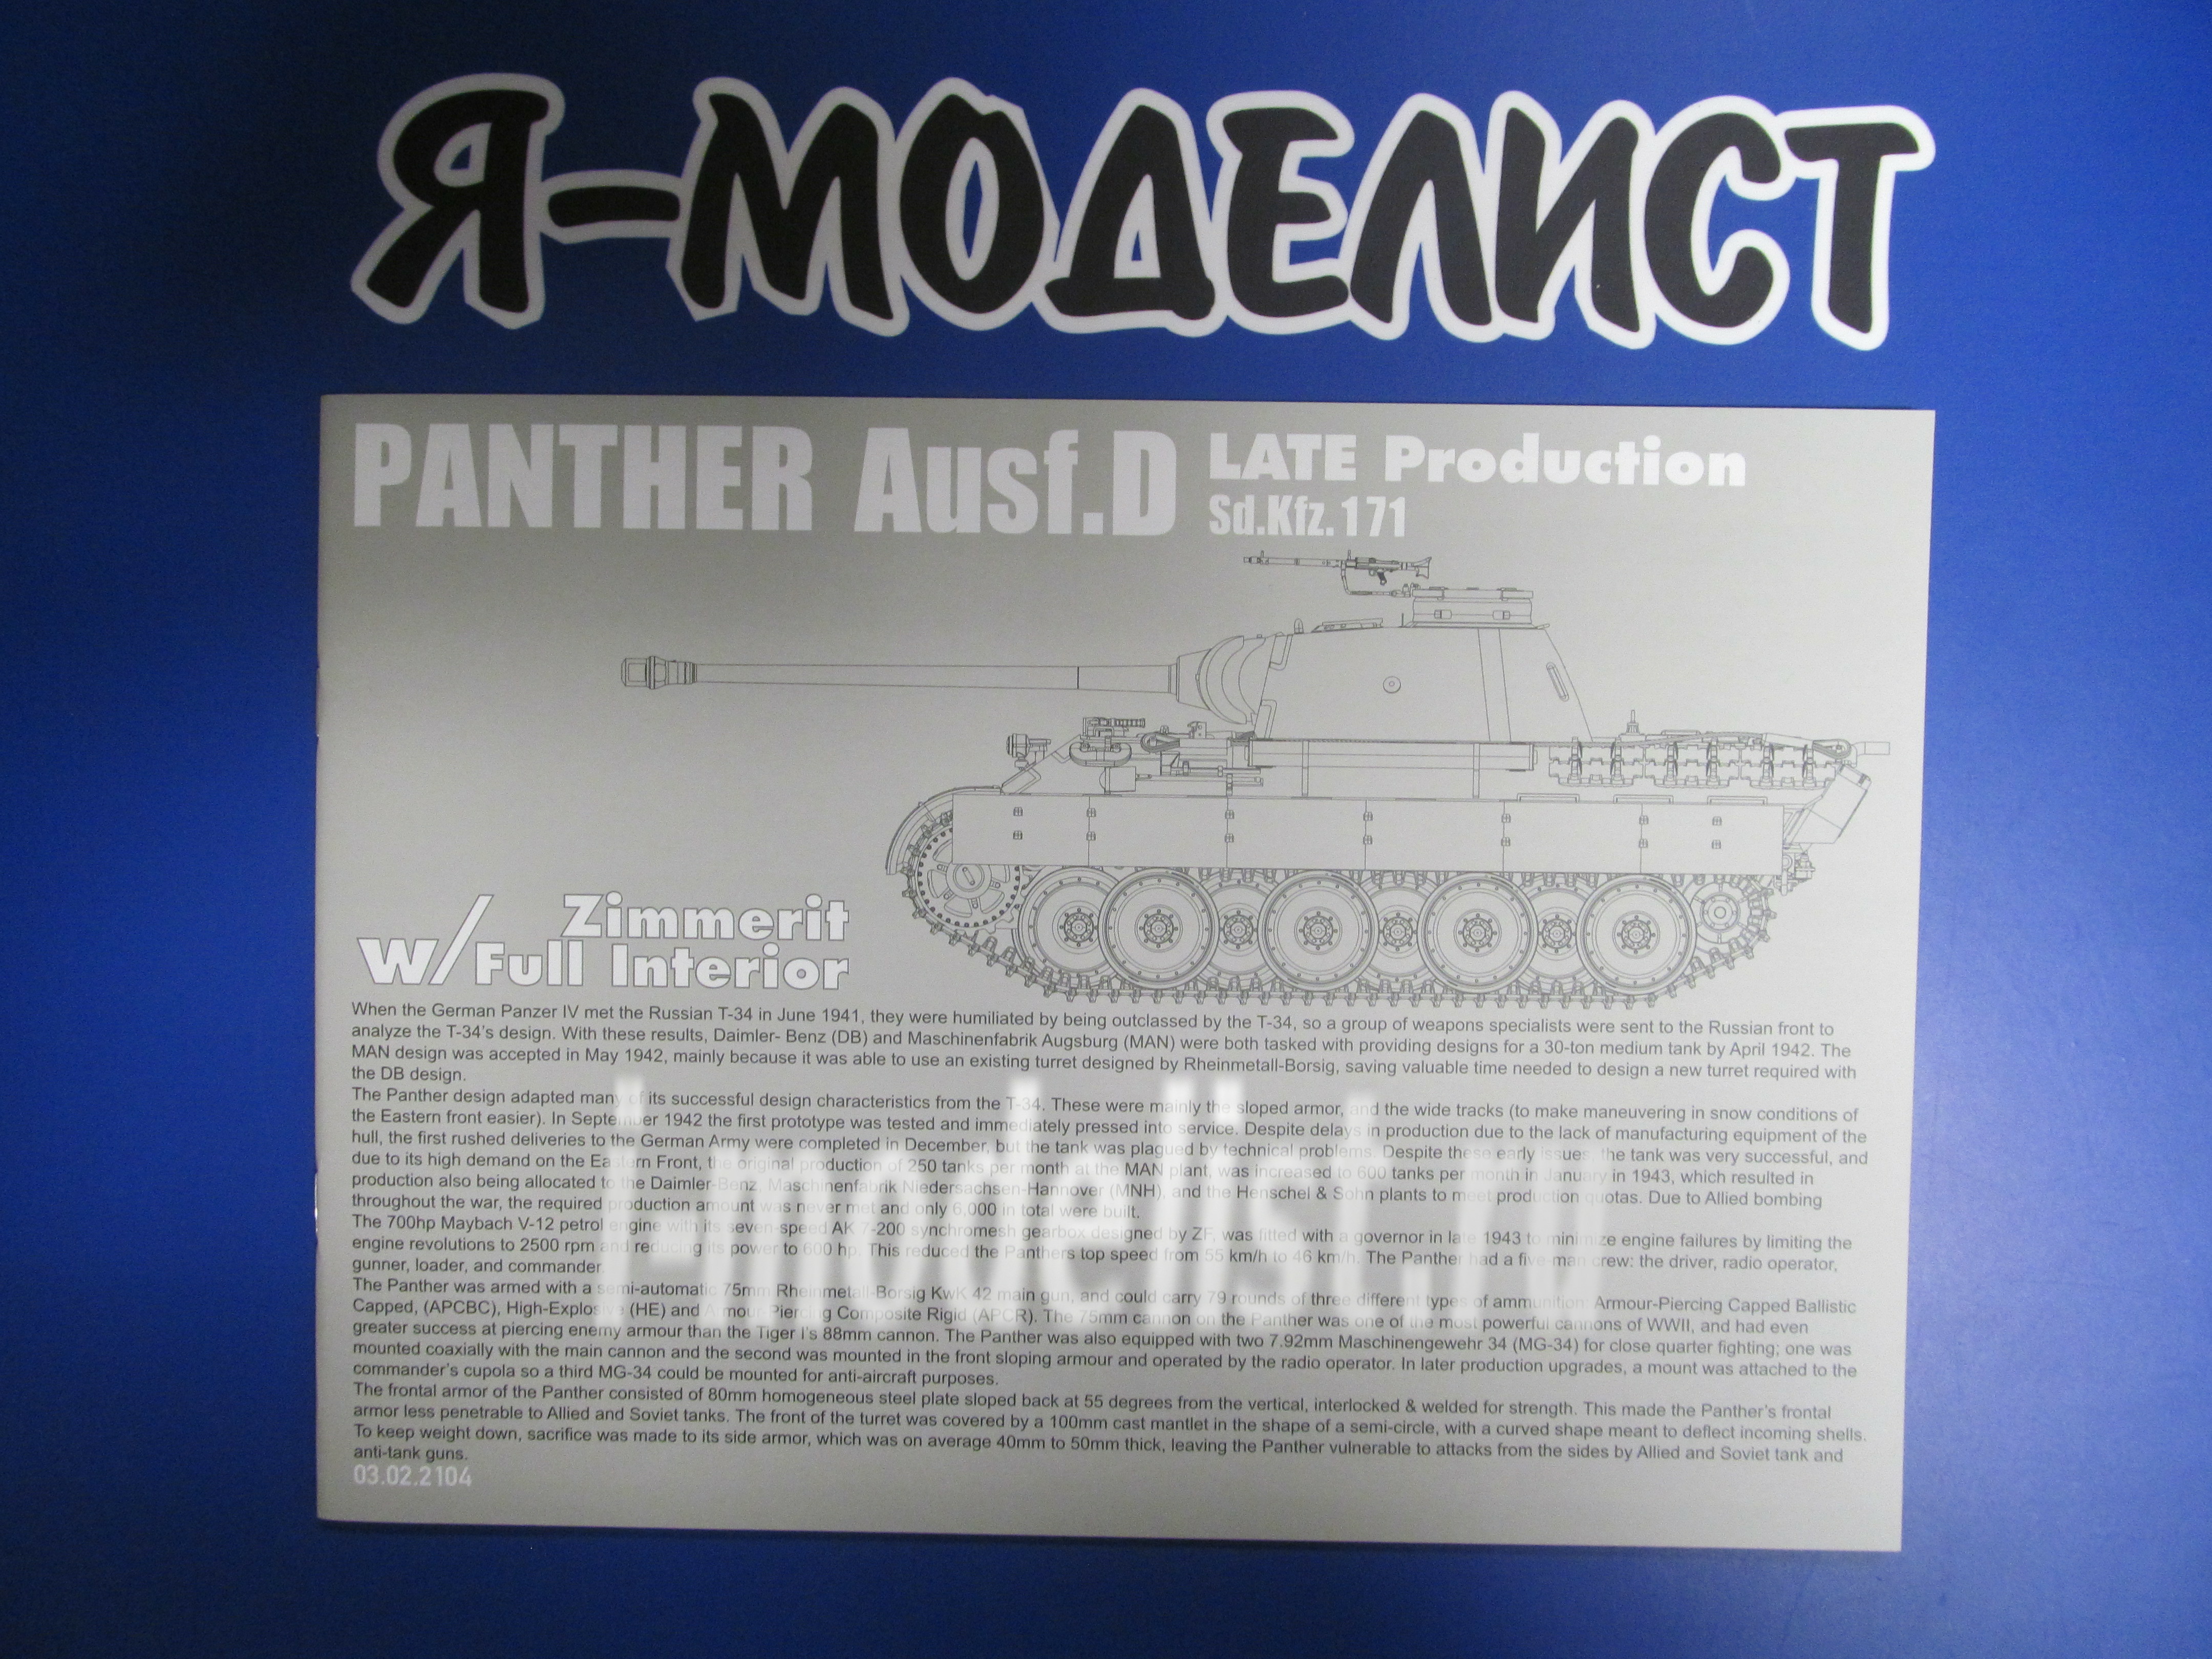 Я-МОДЕЛИСТ
PANTHER Ausf.D LATE Production
Sd.Kfz.171
Zimmerit
W/Full Interior
When the German Panzer IV met the Russian T-34 in June 1941, they were humiliated by being outclassed by the T-34, so a group of weapons specialists were sent to the Russian front to
analyze the T-34's design. With these results, Daimler- Benz (DB) and Maschinenfabrik Augsburg (MAN) were both tasked with providing designs for a 30-ton medium tank by April 1942. The
MAN design was accepted in May 1942, mainly because it was able to use an existing turret designed by Rheinmetall-Borsig, saving valuable time needed to design a new turret required with
the DB design.
The Panther design adapted many of its successful design characteristics from the T-34. These were mainly the sloped armor, and the wide tracks (to make maneuvering in snow conditions of
the Eastern front easier). In September 1942 the first prototype was tested and immediately pressed into service. Despite delays in production due to the lack of manufacturing equipment of the
hull, the first rushed deliveries to the German Army were completed in December, but the tank was plagued by technical problems. Despite these early issues, the tank was very successful, and
due to its high demand on the Eastern Front, the original production of 250 tanks per month at the MAN plant, was increased to 600 tanks per month in January in 1943, which resulted in
production also being allocated to the Daimler-Benz, Maschinenfabrik Niedersachsen-Hannover (MNH), and the Henschel & Sohn plants to meet production quotas. Due to Allied bombing
throughout the war, the required production amount was never met and only 6,000 in total were built.
The 700hp Maybach V-12 petrol engine with its seven-speed AK 7-200 synchromesh gearbox designed by ZF, was fitted with a governor in late 1943 to minimize engine failures by limiting the
engine revolutions to 2500 rpm and reducing its power to 600 hp. This reduced the Panthers top speed from 55 km/h to 46 km/h. The Panther had a five-man crew: the driver, radio operator,
gunner, loader, and commander.
The Panther was armed with a semi-automatic 75mm Rheinmetall-Borsig KwK 42 main gun, and could carry 79 rounds of three different types of ammunition: Armour-Piercing Capped Ballistic
Capped, (APCBC), High-Explosive (HE) and Armour Piercing Composite Rigid (APCR). The 75mm cannon on the Panther was one of the most powerful cannons of WWII, and had even
greater success at piercing enemy armour than the Tiger I's 88mm cannon. The Panther was also equipped with two 7.92mm Maschinengewehr 34 (MG-34) for close quarter fighting; one was
mounted coaxially with the main cannon and the second was mounted in the front sloping armour and operated by the radio operator. In later production upgrades, a mount was attached to the
commander's cupola so a third MG-34 could be mounted for anti-aircraft purposes.
The frontal armor of the Panther consisted of 80mm homogeneous steel plate sloped back at 55 degrees from the vertical, interlocked & welded for strength. This made the Panther's frontal
armor less penetrable to Allied and Soviet tanks. The front of the turret was covered by a 100mm cast mantlet in the shape of a semi-circle, with a curved shape meant to deflect incoming shells.
To keep weight down, sacrifice was made to its side armor, which was on average 40mm to 50mm thick, leaving the Panther vulnerable to attacks from the sides by Allied and Soviet tank and
anti-tank guns.
03.02.2104
i-modelist.ru